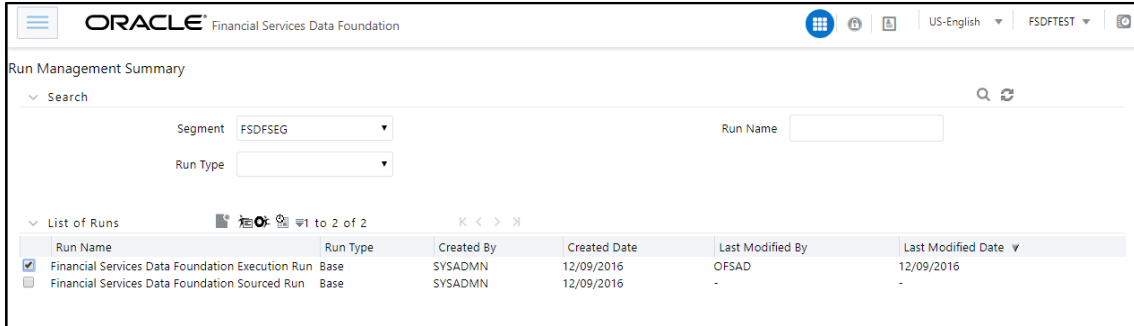 ORACLE® Financial Services Data Foundation
US-English
FSDFTEST
Run Management Summary
Search
Segment FSDFSEG
Run Name
Run Type
List of Runs
1 to 2 of 2
Run Name Run Type Created By Created Date Last Modified By Last Modified Date
Financial Services Data Foundation Execution Run Base SYSADMN 12/09/2016 OFSAD 12/09/2016
Financial Services Data Foundation Sourced Run Base SYSADMN 12/09/2016 - -